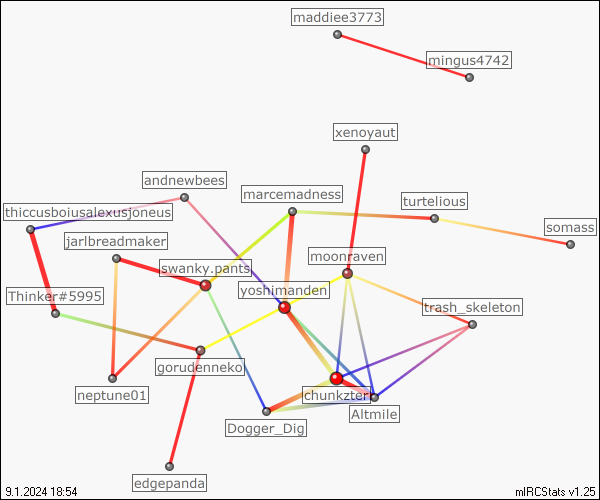 maddiee3773
mingus4742
xenoyaut
andnewbees
marcemadness
turtelious
thiccusboiusalexusjoneus
somass
jarlbreadmaker
moonraven
swanky.pants
yoshimanden
Thinker#5995
trash_skeleton
gorudenneko
neptune01
chunkzter
Altmile
Dogger_Dig
edgepanda
9.1.2024 18:54
mIRCStats v1.25